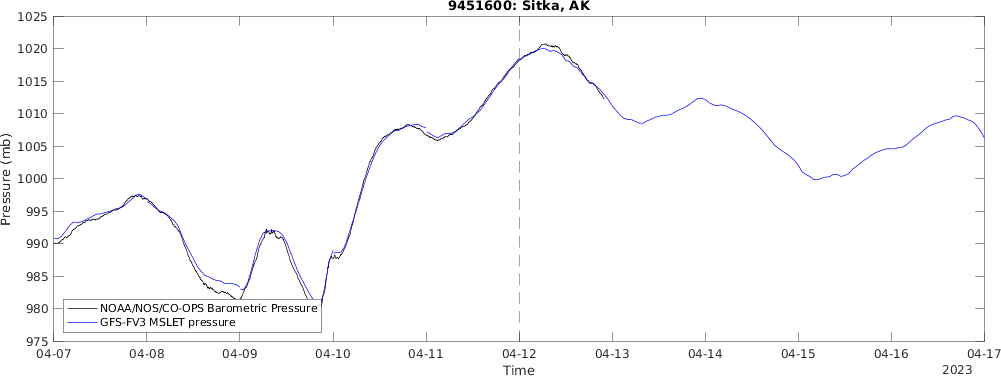 9451600: Sitka, AK
1025
1020
1015
1010
1005
1000
995
990
985
980
975
Pressure (mb)
NOAA/NOS/CO-OPS Barometric Pressure
GFS-FV3 MSLET pressure
04-07 04-08 04-09 04-10 04-11 04-12 04-13 04-14 04-15 04-16 04-17
Time
2023